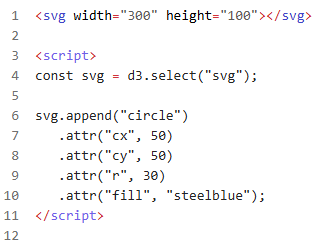 1 <svg width="300" height="100"></svg>
2
3 <script>
4 const svg = d3.select("svg");
5
6 svg.append("circle")
7    .attr("cx", 50)
8    .attr("cy", 50)
9    .attr("r", 30)
10    .attr("fill", "steelblue");
11 </script>
12